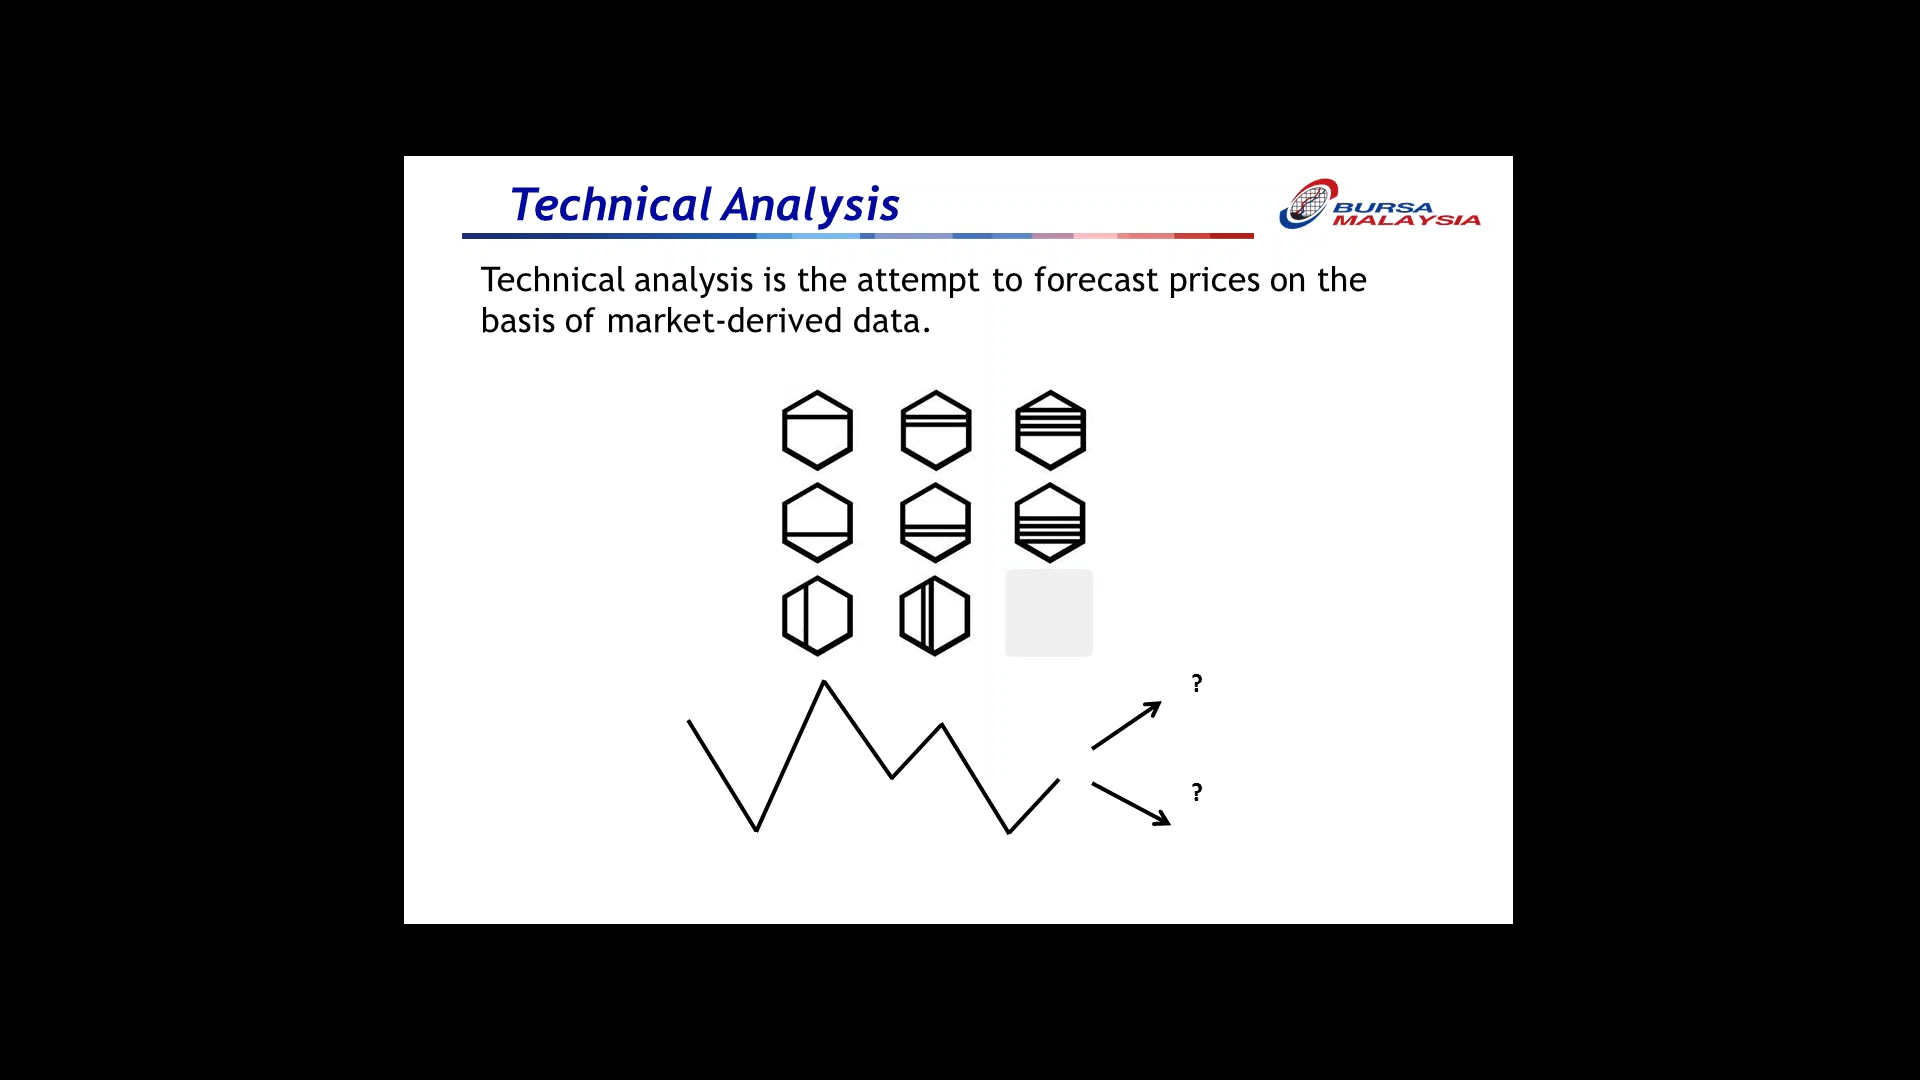 Technical Analysis
BURSA
MALAYSIA
Technical analysis is the attempt to forecast prices on the
basis of market-derived data.
?
?